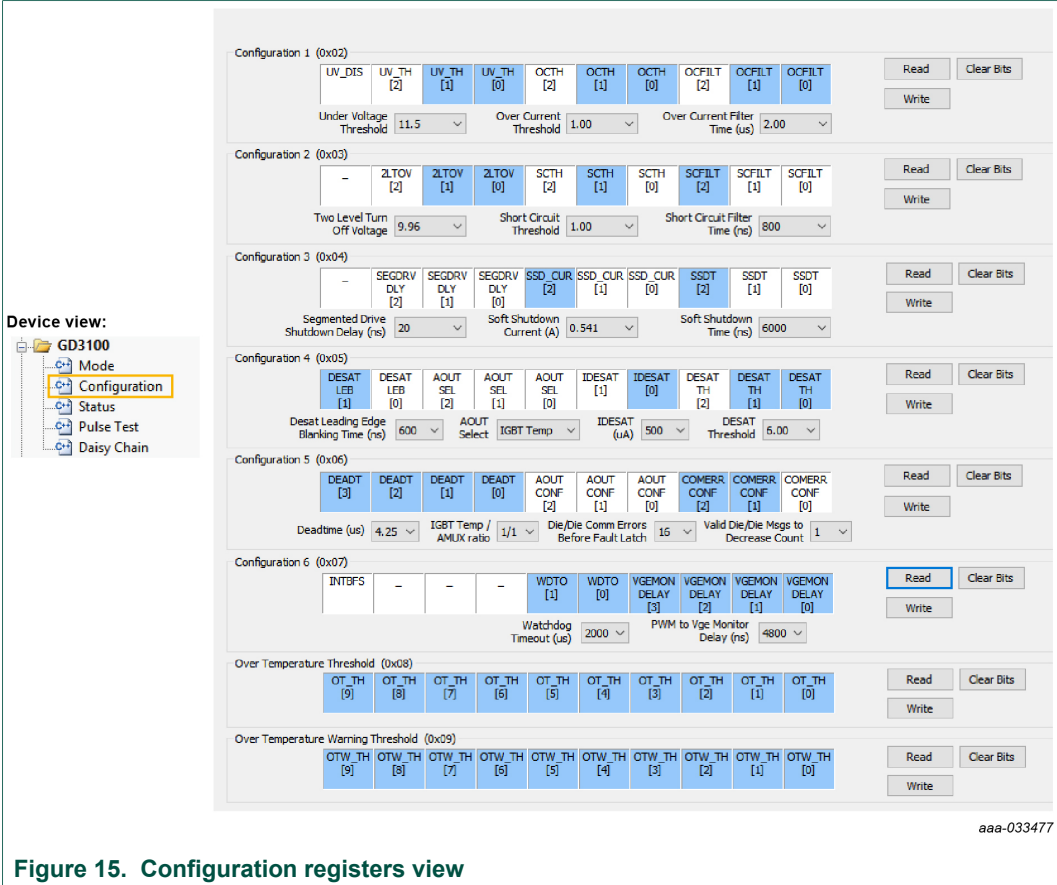 Configuration 1 (0x02)
UV_DIS UV_TH [2] UV_TH [1] UV_TH [0] OCTH [2] OCTH [1] OCTH [0] OCFILT [2] OCFILT [1] OCFILT [0]
Read Clear Bits
Write
Under Voltage Threshold 11.5 Over Current Threshold 1.00 Over Current Filter Time (us) 2.00
Configuration 2 (0x03)
– 2LTOV [2] 2LTOV [1] 2LTOV [0] SCTH [2] SCTH [1] SCTH [0] SCFILT [2] SCFILT [1] SCFILT [0]
Read Clear Bits
Write
Two Level Turn Off Voltage 9.96 Short Circuit Threshold 1.00 Short Circuit Filter Time (ns) 800
Configuration 3 (0x04)
– SEGDRV DLY [2] SEGDRV DLY [1] SEGDRV DLY [0] SSD_CUR [2] SSD_CUR [1] SSD_CUR [0] SSDT [2] SSDT [1] SSDT [0]
Read Clear Bits
Write
Segmented Drive Shutdown Delay (ns) 20 Soft Shutdown Current (A) 0.541 Soft Shutdown Time (ns) 6000
Device view:
GD3100
Mode
Configuration
Status
Pulse Test
Daisy Chain
Configuration 4 (0x05)
DESAT LEB [1] DESAT LEB [0] AOUT SEL [2] AOUT SEL [1] AOUT SEL [0] IDESAT [1] IDESAT [0] DESAT TH [2] DESAT TH [1] DESAT TH [0]
Read Clear Bits
Write
Desat Leading Edge Blanking Time (ns) 600 AOUT Select IGBT Temp IDESAT (uA) 500 DESAT Threshold 6.00
Configuration 5 (0x06)
DEADT [3] DEADT [2] DEADT [1] DEADT [0] AOUT CONF [2] AOUT CONF [1] AOUT CONF [0] COMERR CONF [2] COMERR CONF [1] COMERR CONF [0]
Read Clear Bits
Write
Deadtime (us) 4.25 IGBT Temp / AMUX ratio 1/1 Die/Die Comm Errors Before Fault Latch 16 Valid Die/Die Msgs to Decrease Count 1
Configuration 6 (0x07)
INTBFS – – – WDTO [1] WDTO [0] VGEMON DELAY [3] VGEMON DELAY [2] VGEMON DELAY [1] VGEMON DELAY [0]
Read Clear Bits
Write
Watchdog Timeout (us) 2000 PWM to Vge Monitor Delay (ns) 4800
Over Temperature Threshold (0x08)
OT_TH [9] OT_TH [8] OT_TH [7] OT_TH [6] OT_TH [5] OT_TH [4] OT_TH [3] OT_TH [2] OT_TH [1] OT_TH [0]
Read Clear Bits
Write
Over Temperature Warning Threshold (0x09)
OTW_TH [9] OTW_TH [8] OTW_TH [7] OTW_TH [6] OTW_TH [5] OTW_TH [4] OTW_TH [3] OTW_TH [2] OTW_TH [1] OTW_TH [0]
Read Clear Bits
Write
aaa-033477
Figure 15. Configuration registers view